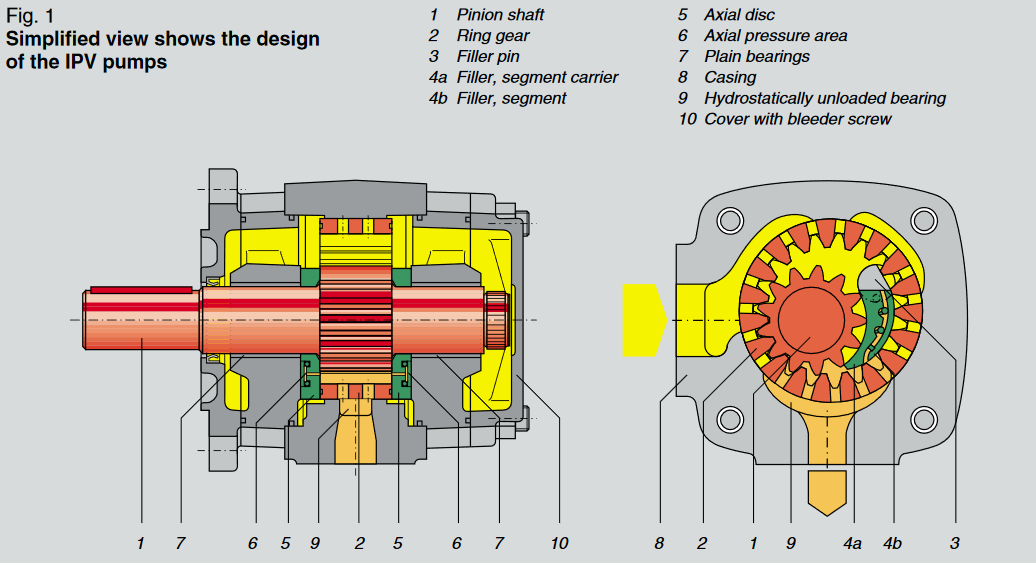 Fig. 1
Simplified view shows the design
of the IPV pumps
1 Pinion shaft
2 Ring gear
3 Filler pin
4a Filler, segment carrier
4b Filler, segment
5 Axial disc
6 Axial pressure area
7 Plain bearings
8 Casing
9 Hydrostatically unloaded bearing
10 Cover with bleeder screw
1 7 6 5 9 2 5 6 7 10
8 2 1 9 4a 4b 3